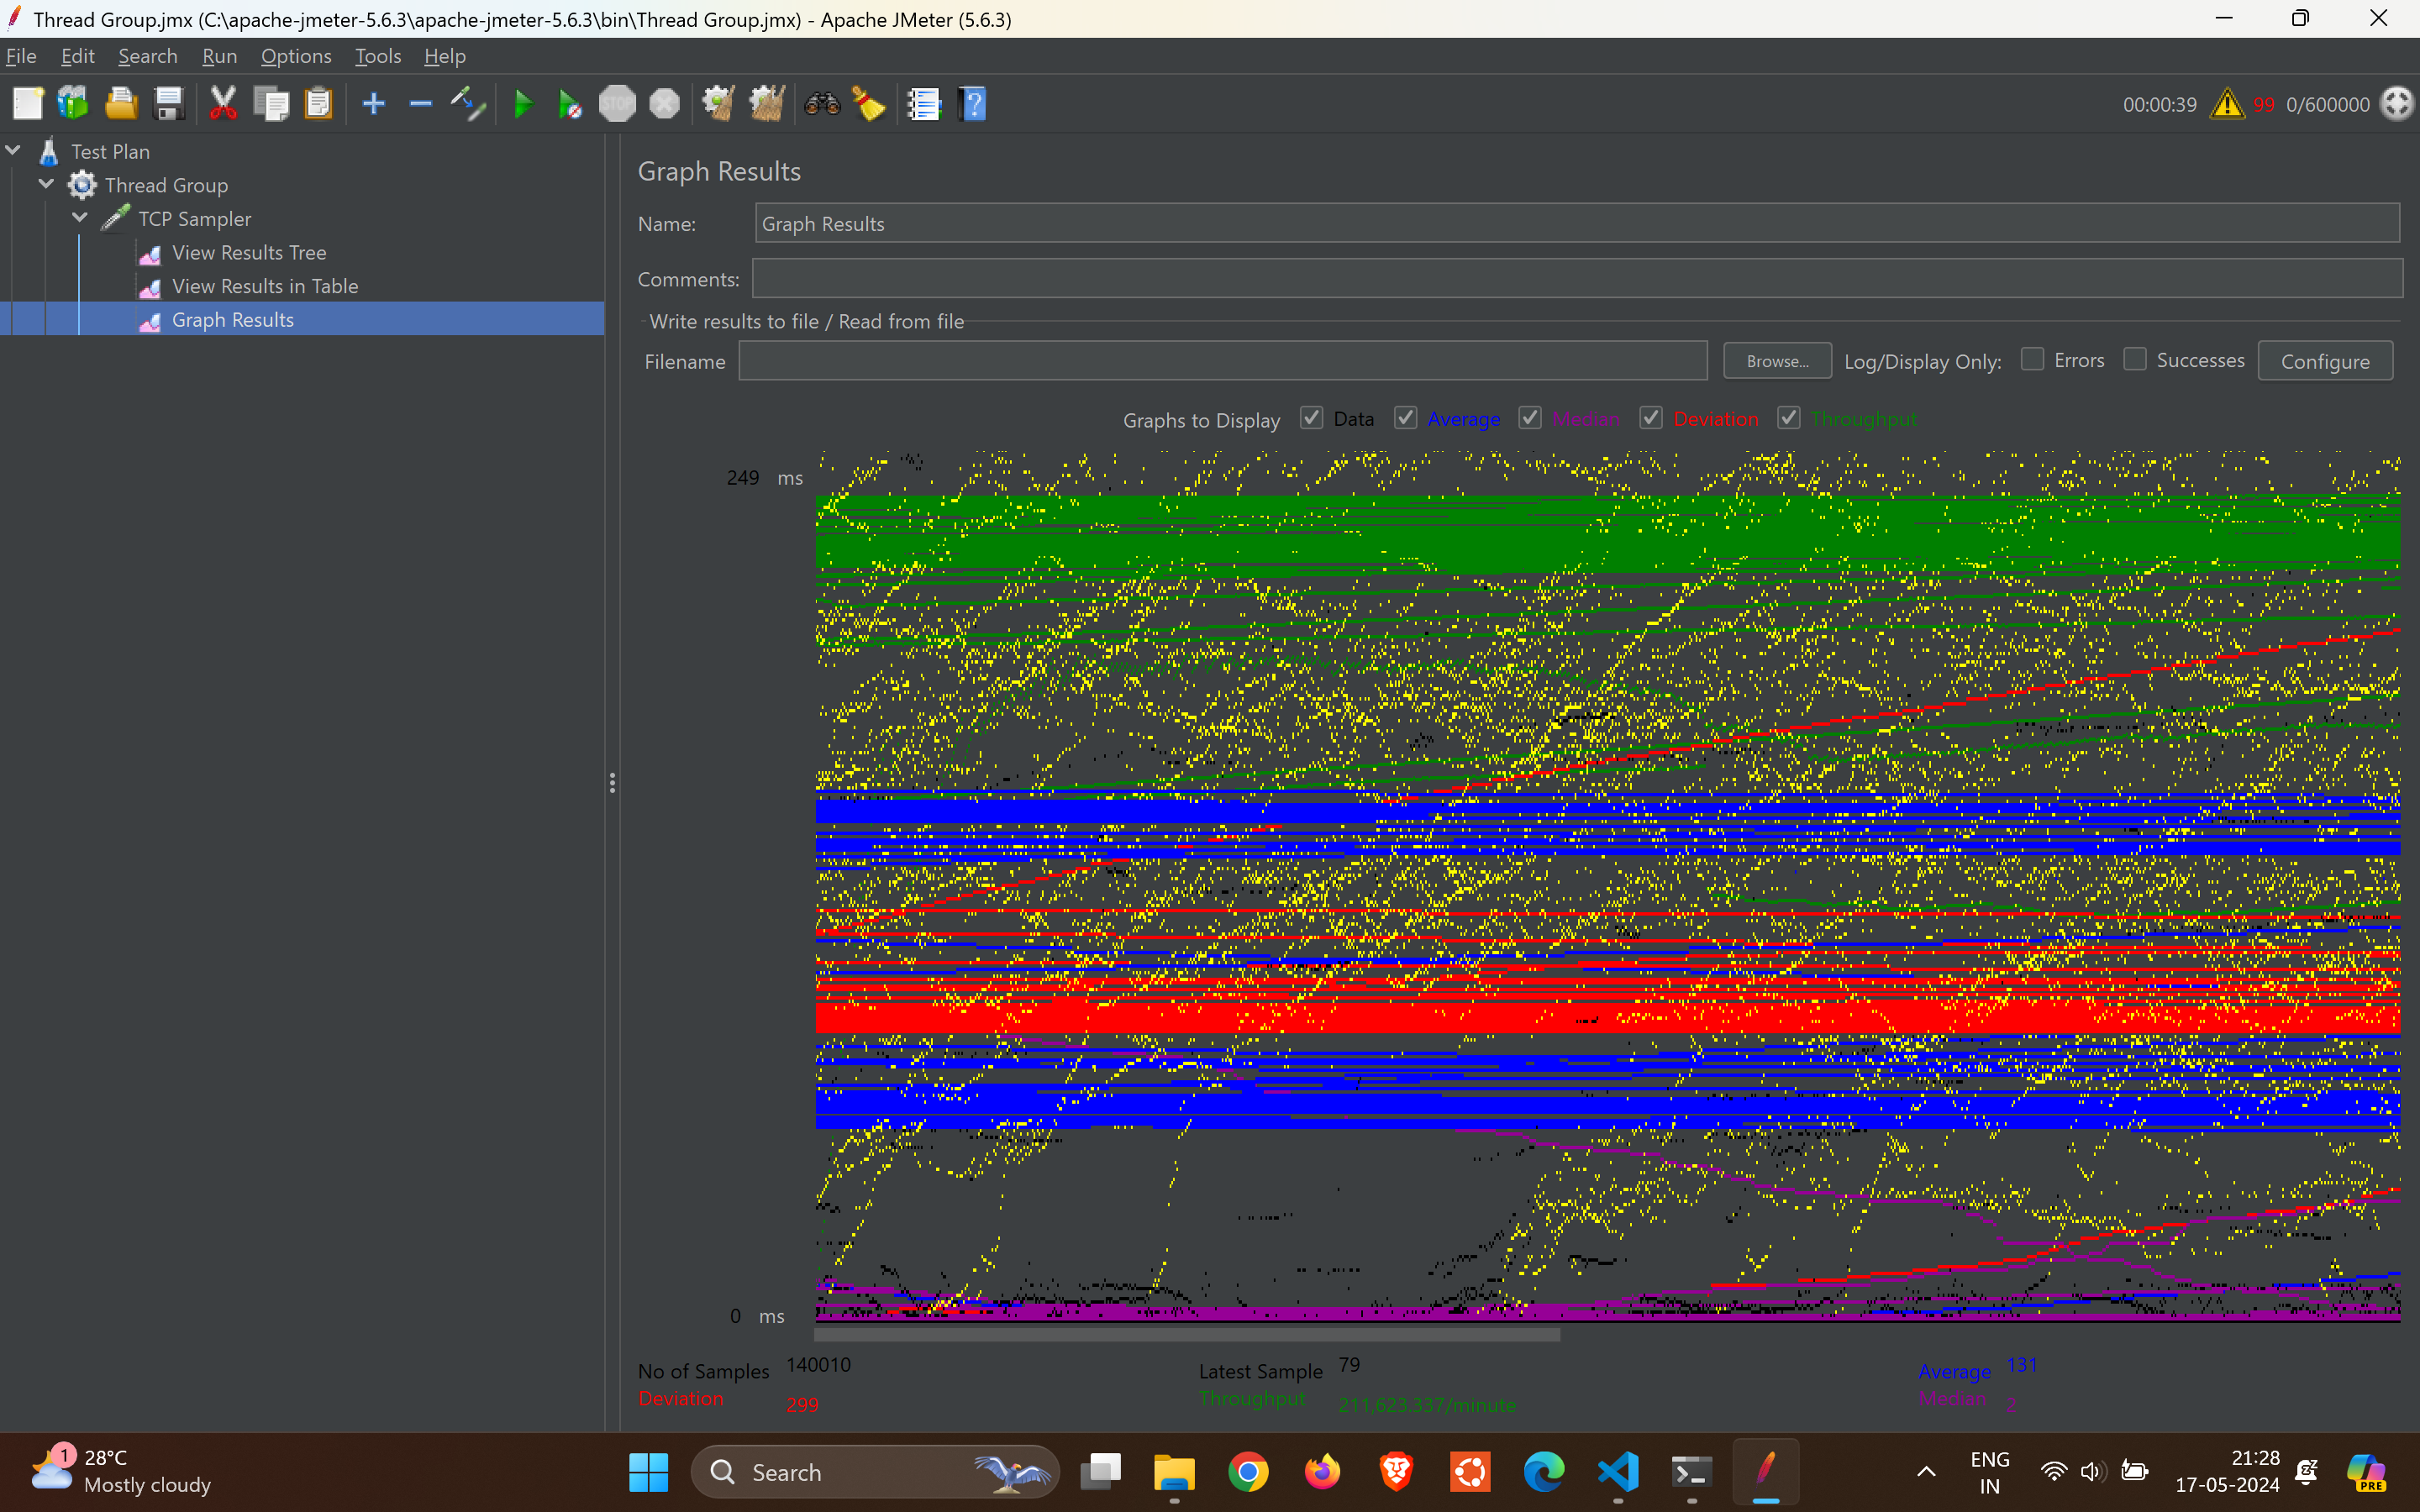 Thread Group.jmx (C:\apache-jmeter-5.6.3\apache-jmeter-5.6.3\bin\Thread Group.jmx) - Apache JMeter (5.6.3)
File Edit Search Run Options Tools Help
STOP
00:00:39 99 0/600000
Test Plan
Thread Group
TCP Sampler
View Results Tree
View Results in Table
Graph Results
Graph Results
Name: Graph Results
Comments:
Write results to file / Read from file
Filename Browse... Log/Display Only: Errors Successes Configure
Graphs to Display Data Average Median Deviation Throughput
249 ms
0 ms
No of Samples 140010 Latest Sample 79 Average 131
Deviation 299 Throughput 211,623.337/minute Median 2
1 28°C
Mostly cloudy
Search
PRE
ENG
IN
21:28
17-05-2024